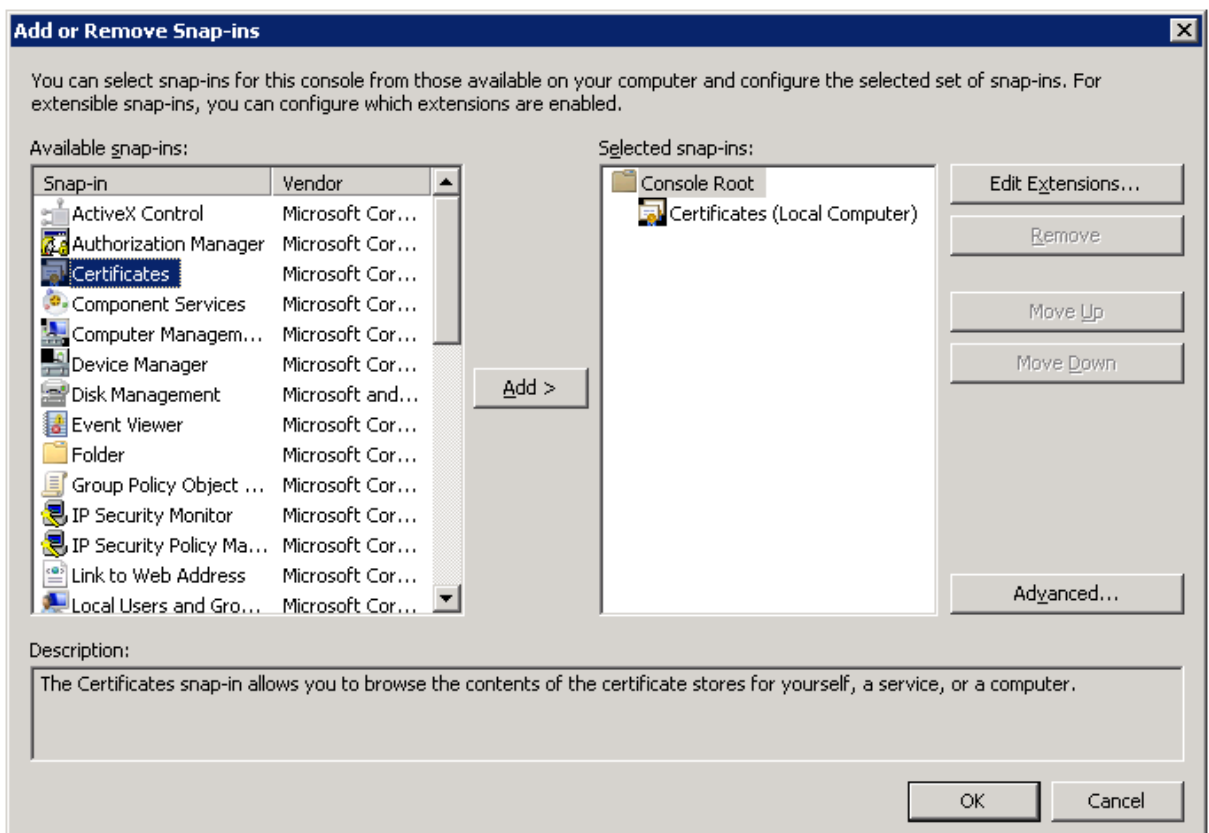 Add or Remove Snap-ins
You can select snap-ins for this console from those available on your computer and configure the selected set of snap-ins. For
extensible snap-ins, you can configure which extensions are enabled.
Available snap-ins:
Snap-in Vendor
ActiveX Control Microsoft Cor...
Authorization Manager Microsoft Cor...
Certificates Microsoft Cor...
Component Services Microsoft Cor...
Computer Managem... Microsoft Cor...
Device Manager Microsoft Cor...
Disk Management Microsoft and...
Event Viewer Microsoft Cor...
Folder Microsoft Cor...
Group Policy Object ... Microsoft Cor...
IP Security Monitor Microsoft Cor...
IP Security Policy Ma... Microsoft Cor...
Link to Web Address Microsoft Cor...
Local Users and Gro... Microsoft Cor...
Add >
Selected snap-ins:
Console Root
Certificates (Local Computer)
Edit Extensions...
Remove
Move Up
Move Down
Advanced...
Description:
The Certificates snap-in allows you to browse the contents of the certificate stores for yourself, a service, or a computer.
OK Cancel